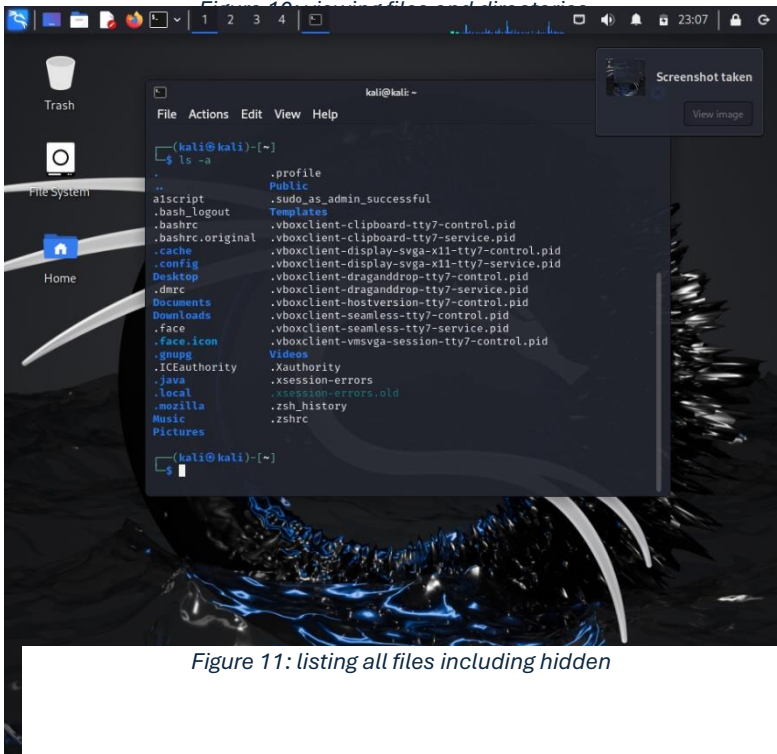 Figure 10: viewing files and directories
1 2 3 4
23:07
Screenshot taken
View image
Trash
File System
Home
kali@kali: ~
File Actions Edit View Help
┌──(kali㉿kali)-[~]
└─$ ls -a
. .profile
.. Public
a1script .sudo_as_admin_successful
.bash_logout Templates
.bashrc .vboxclient-clipboard-tty7-control.pid
.bashrc.original .vboxclient-clipboard-tty7-service.pid
.cache .vboxclient-display-svga-x11-tty7-control.pid
.config .vboxclient-display-svga-x11-tty7-service.pid
Desktop .vboxclient-draganddrop-tty7-control.pid
.dmrc .vboxclient-draganddrop-tty7-service.pid
Documents .vboxclient-hostversion-tty7-control.pid
Downloads .vboxclient-seamless-tty7-control.pid
.face .vboxclient-seamless-tty7-service.pid
.face.icon .vboxclient-vmsvga-session-tty7-control.pid
.gnupg Videos
.ICEauthority .Xauthority
.java .xsession-errors
.local .xsession-errors.old
.mozilla .zsh_history
Music .zshrc
Pictures
┌──(kali㉿kali)-[~]
└─$
Figure 11: listing all files including hidden